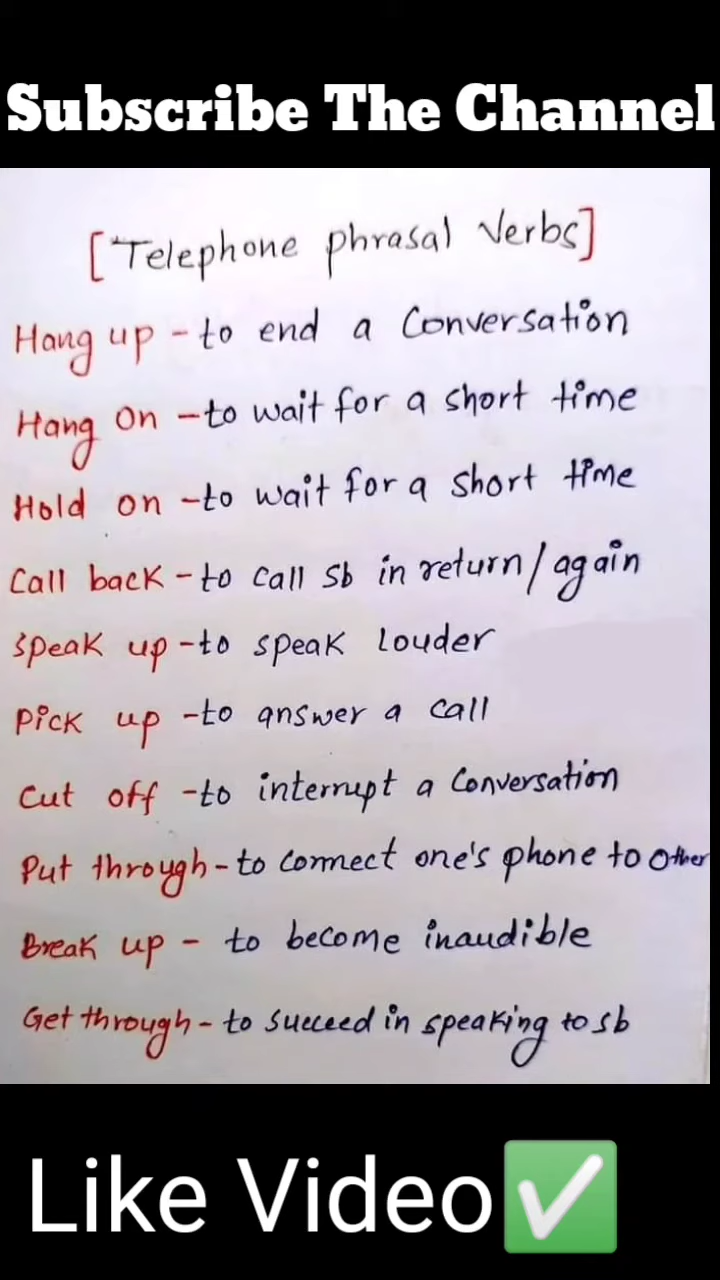 Subscribe The Channel
[Telephone phrasal Verbs]
Hang up - to end a Conversation
Hang on - to wait for a short time
Hold on - to wait for a short time
Call back - to call sb in return/again
Speak up - to speak louder
Pick up - to answer a call
Cut off - to interrupt a Conversation
Put through - to connect one's phone to other
Break up - to become inaudible
Get through - to succeed in speaking to sb
Like Video✅